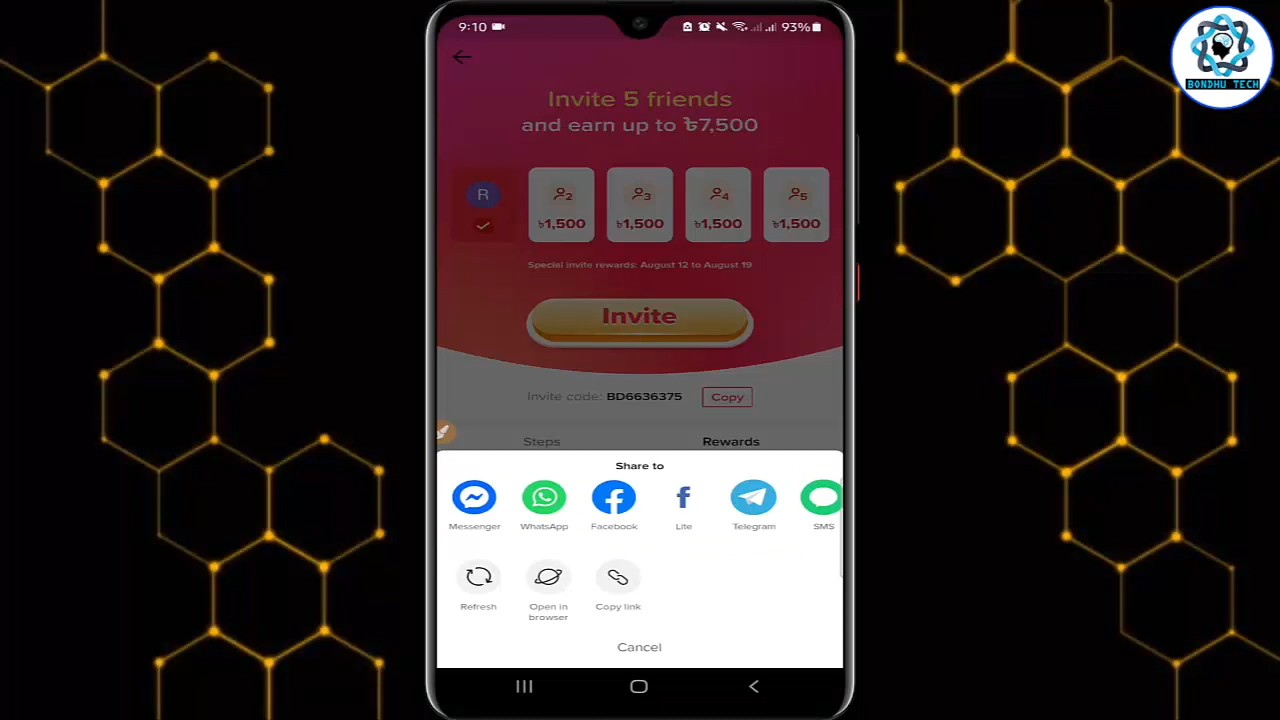 9:10
93%
BONDHU TECH
Invite 5 friends
and earn up to ৳7,500
R
2
3
4
5
৳1,500
৳1,500
৳1,500
৳1,500
Special invite rewards: August 12 to August 19
Invite
Invite code: BD6636375
Copy
Steps
Rewards
Share to
Messenger
WhatsApp
Facebook
Lite
Telegram
SMS
Refresh
Open in
browser
Copy link
Cancel